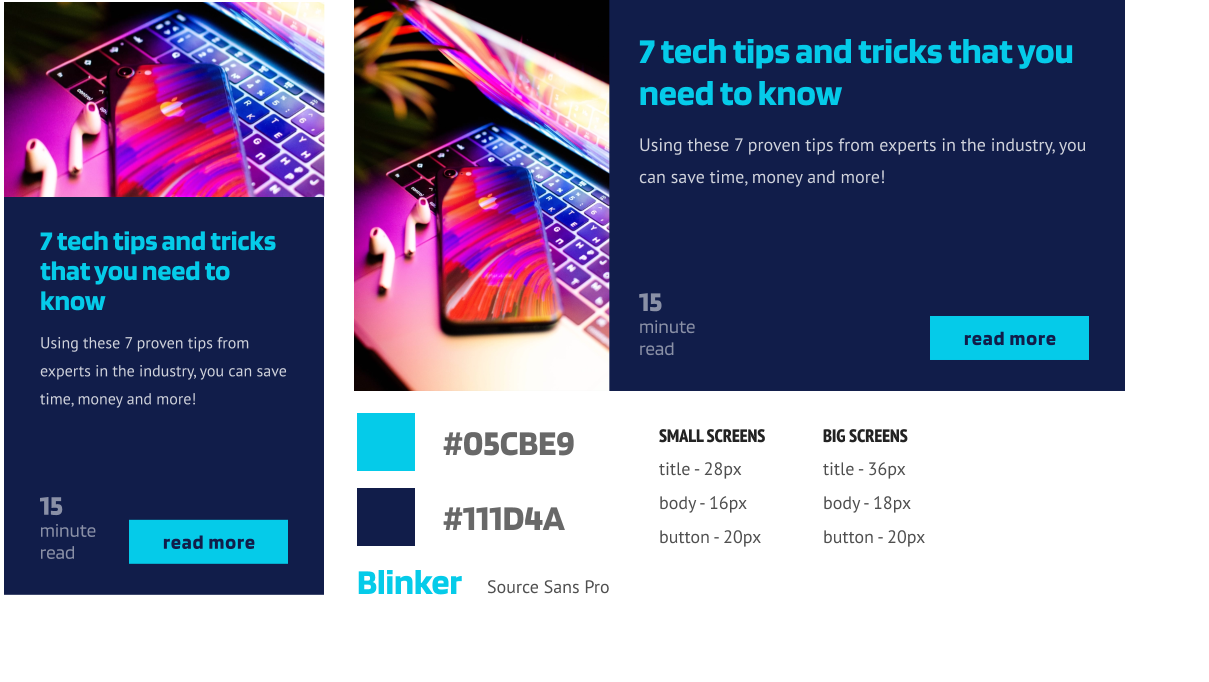 7 tech tips and tricks
that you need to
know
Using these 7 proven tips from
experts in the industry, you can save
time, money and more!
15
minute
read
read more
7 tech tips and tricks that you
need to know
Using these 7 proven tips from experts in the industry, you
can save time, money and more!
15
minute
read
read more
#05CBE9
#111D4A
Blinker Source Sans Pro
SMALL SCREENS
title - 28px
body - 16px
button - 20px
BIG SCREENS
title - 36px
body - 18px
button - 20px